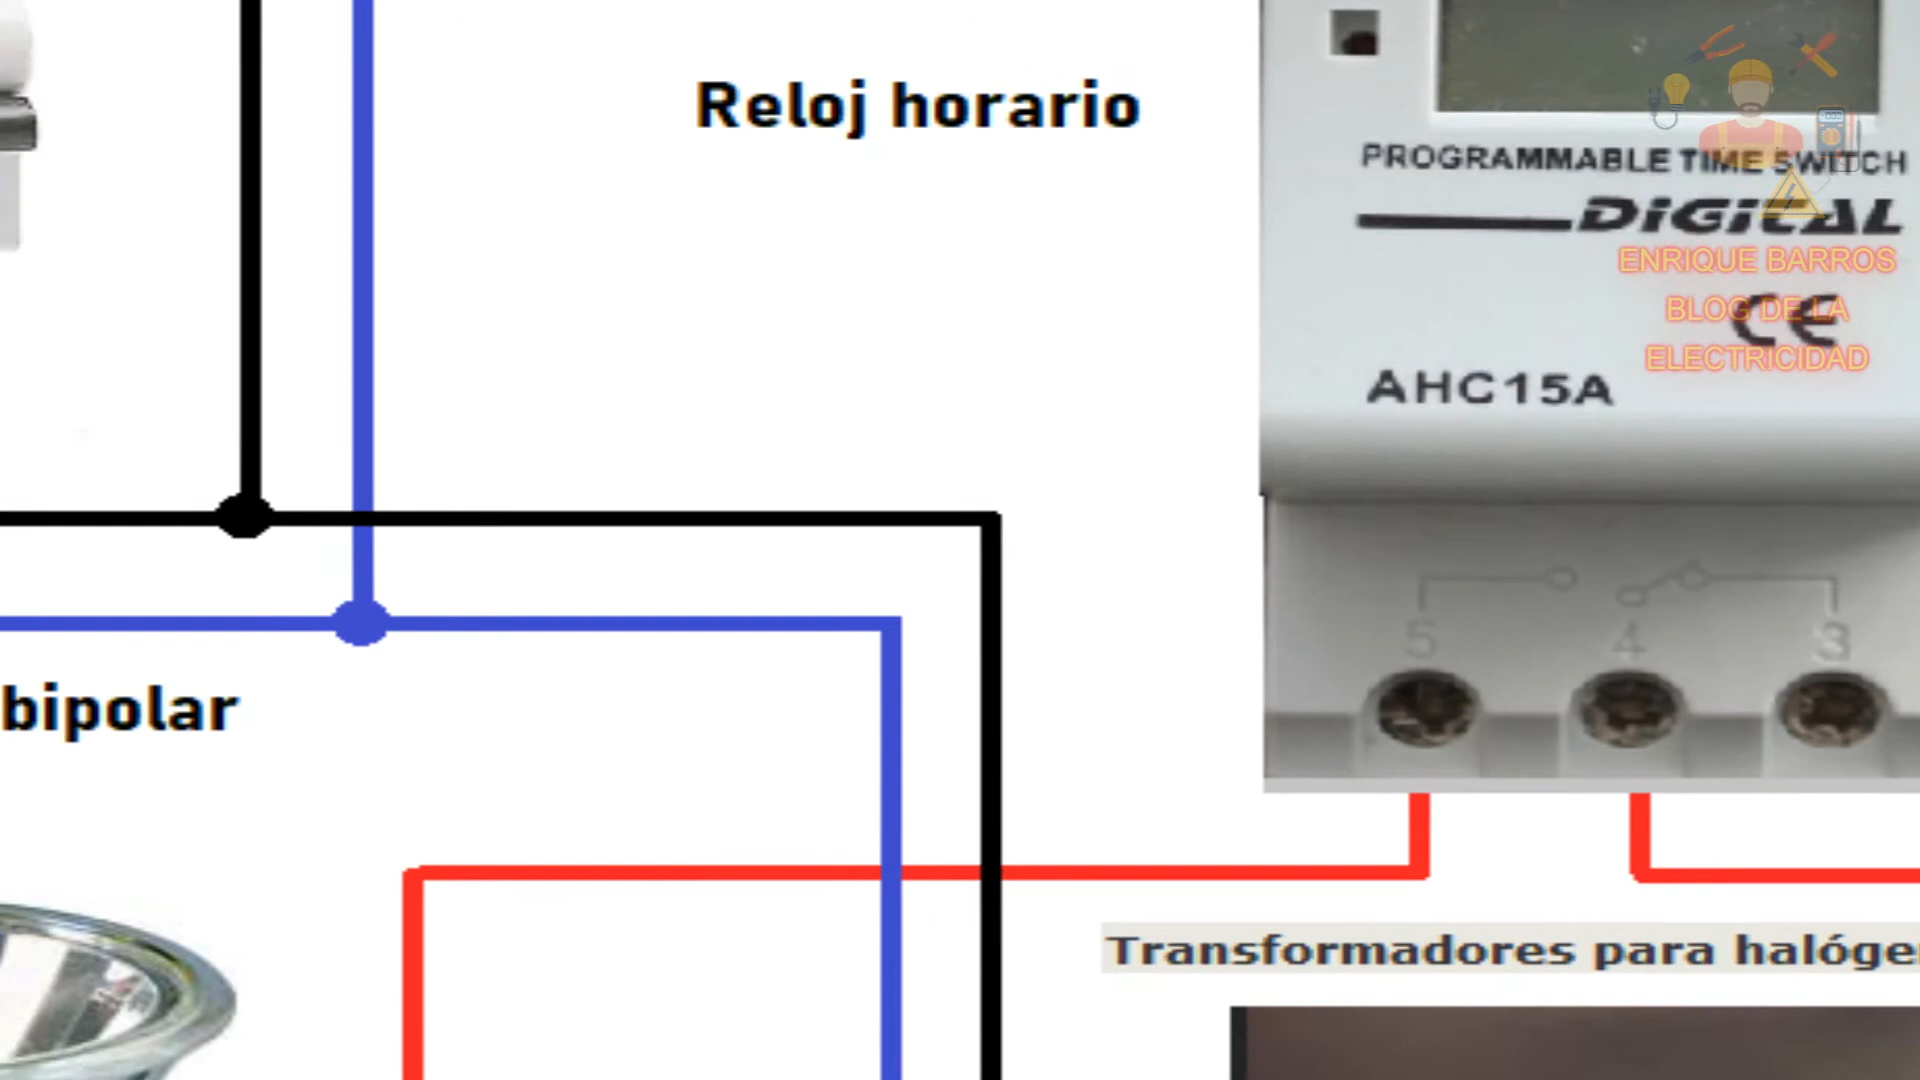 Reloj horario
PROGRAMMABLE TIME SWITCH
DiGiTAL
ENRIQUE BARROS
BLOG DE LA
CE
ELECTRICIDAD
AHC15A
5 4 3
bipolar
Transformadores para halóge